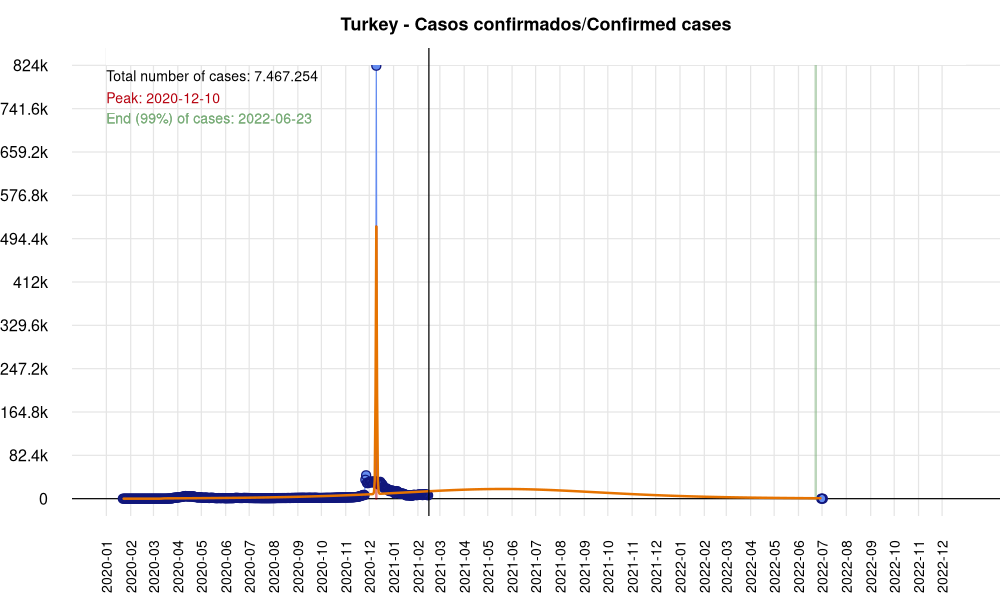 Turkey - Casos confirmados/Confirmed cases
824k
Total number of cases: 7.467.254
Peak: 2020-12-10
741.6k
End (99%) of cases: 2022-06-23
659.2k
576.8k
494.4k
412k
329.6k
247.2k
164.8k
82.4k
0
2020-01
2020-02
2020-03
2020-04
2020-05
2020-06
2020-07
2020-08
2020-09
2020-10
2020-11
2020-12
2021-01
2021-02
2021-03
2021-04
2021-05
2021-06
2021-07
2021-08
2021-09
2021-10
2021-11
2021-12
2022-01
2022-02
2022-03
2022-04
2022-05
2022-06
2022-07
2022-08
2022-09
2022-10
2022-11
2022-12